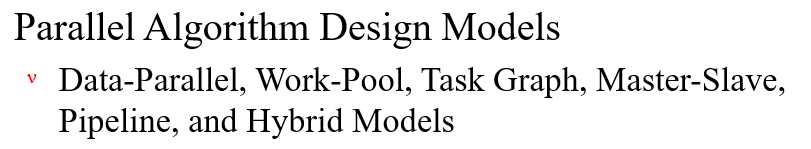 Parallel Algorithm Design Models
ν Data-Parallel, Work-Pool, Task Graph, Master-Slave,
Pipeline, and Hybrid Models